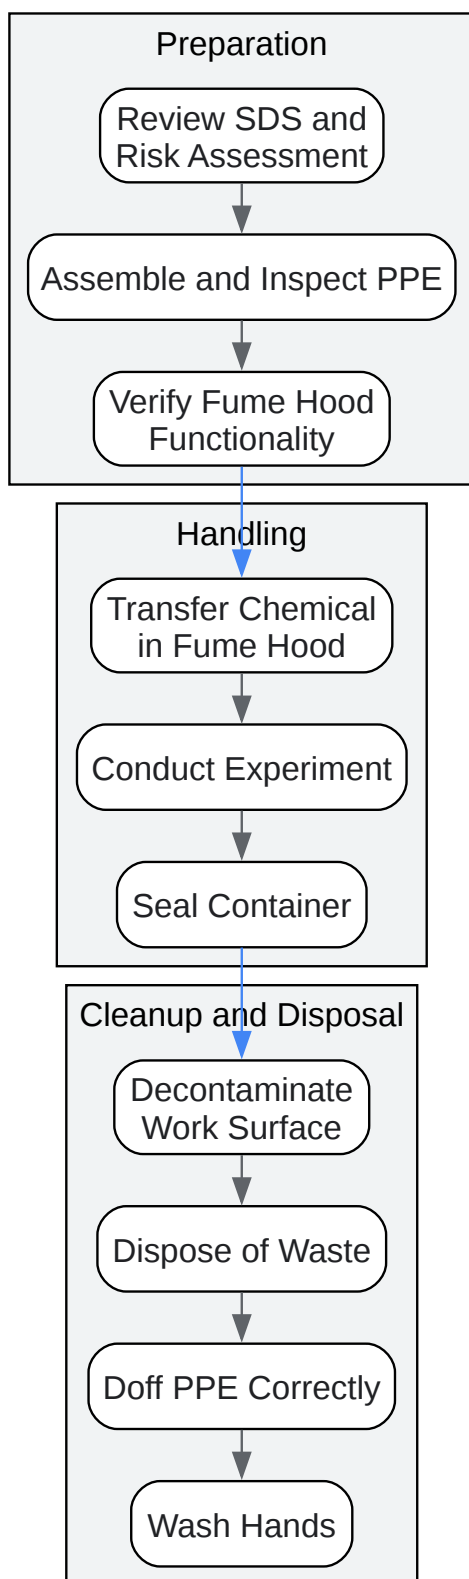 Preparation
Review SDS and
Risk Assessment
Assemble and Inspect PPE
Verify Fume Hood
Functionality
Handling
Transfer Chemical
in Fume Hood
Conduct Experiment
Seal Container
Cleanup and Disposal
Decontaminate
Work Surface
Dispose of Waste
Doff PPE Correctly
Wash Hands